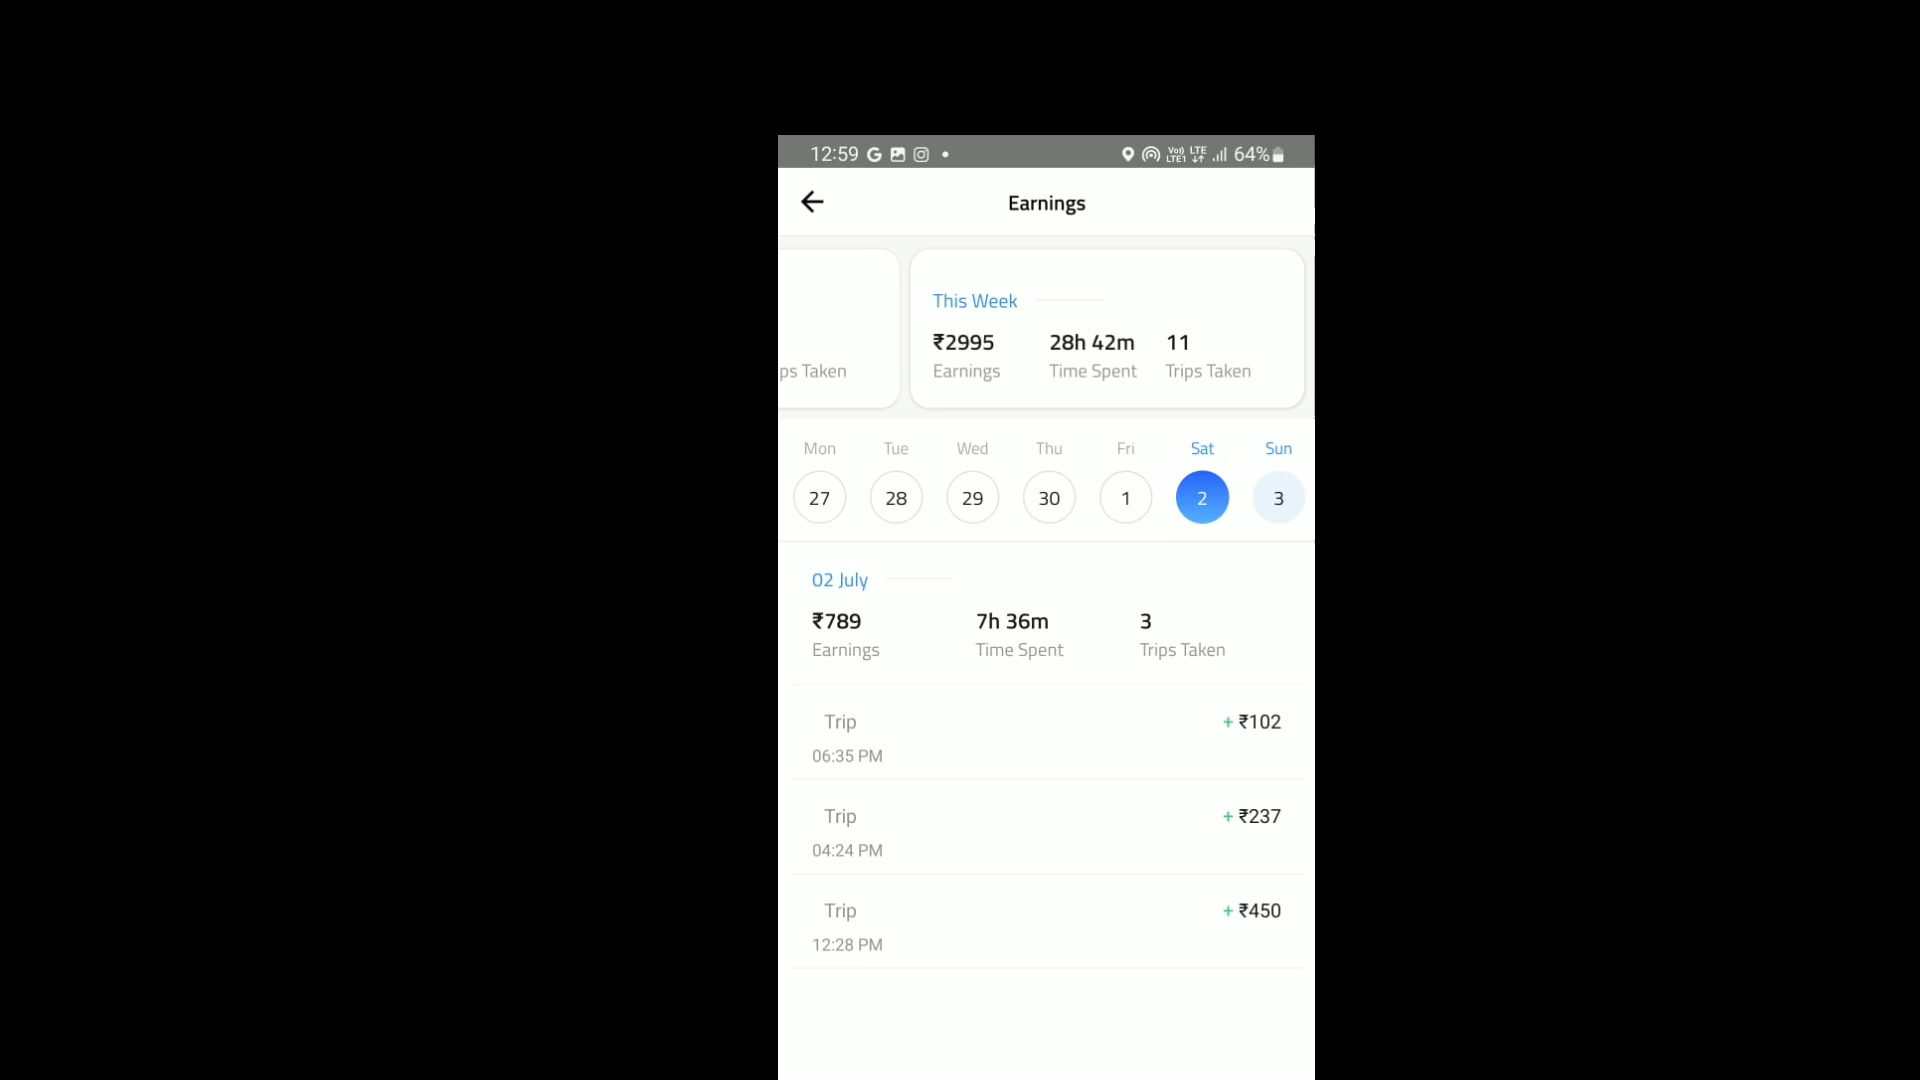 12:59 G Vo) LTE1 LTE 64%
Earnings
ps Taken
This Week
₹2995 28h 42m 11
Earnings Time Spent Trips Taken
Mon Tue Wed Thu Fri Sat Sun
27 28 29 30 1 2 3
02 July
₹789 7h 36m 3
Earnings Time Spent Trips Taken
Trip + ₹102
06:35 PM
Trip + ₹237
04:24 PM
Trip + ₹450
12:28 PM